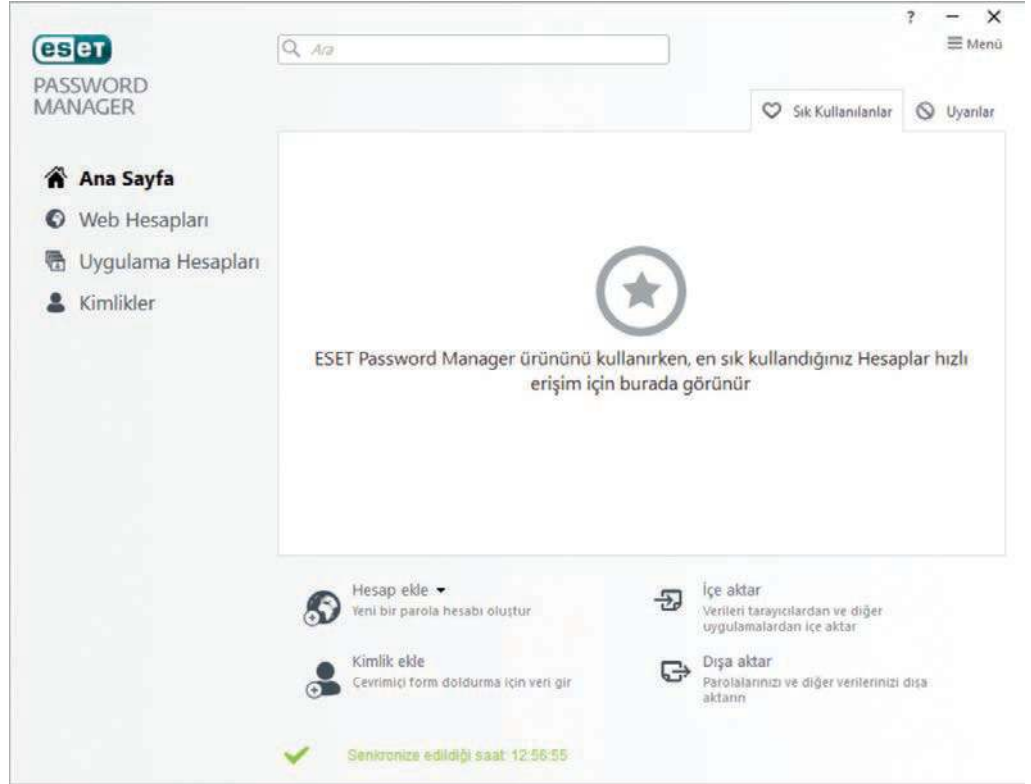 ?
eseT
Ara
Menü
PASSWORD
MANAGER
Sık Kullanılanlar
Uyarılar
Ana Sayfa
Web Hesapları
Uygulama Hesapları
Kimlikler
ESET Password Manager ürününü kullanırken, en sık kullandığınız Hesaplar hızlı
erişim için burada görünür
Hesap ekle
Yeni bir parola hesabı oluştur
İçe aktar
Verileri tarayıcılardan ve diğer
uygulamalardan içe aktar
Kimlik ekle
Çevrimiçi form doldurma için veri gir
Dışa aktar
Parolalarınızı ve diğer verilerinizi dışa
aktarın
Senkronize edildiği saat: 12:56:55